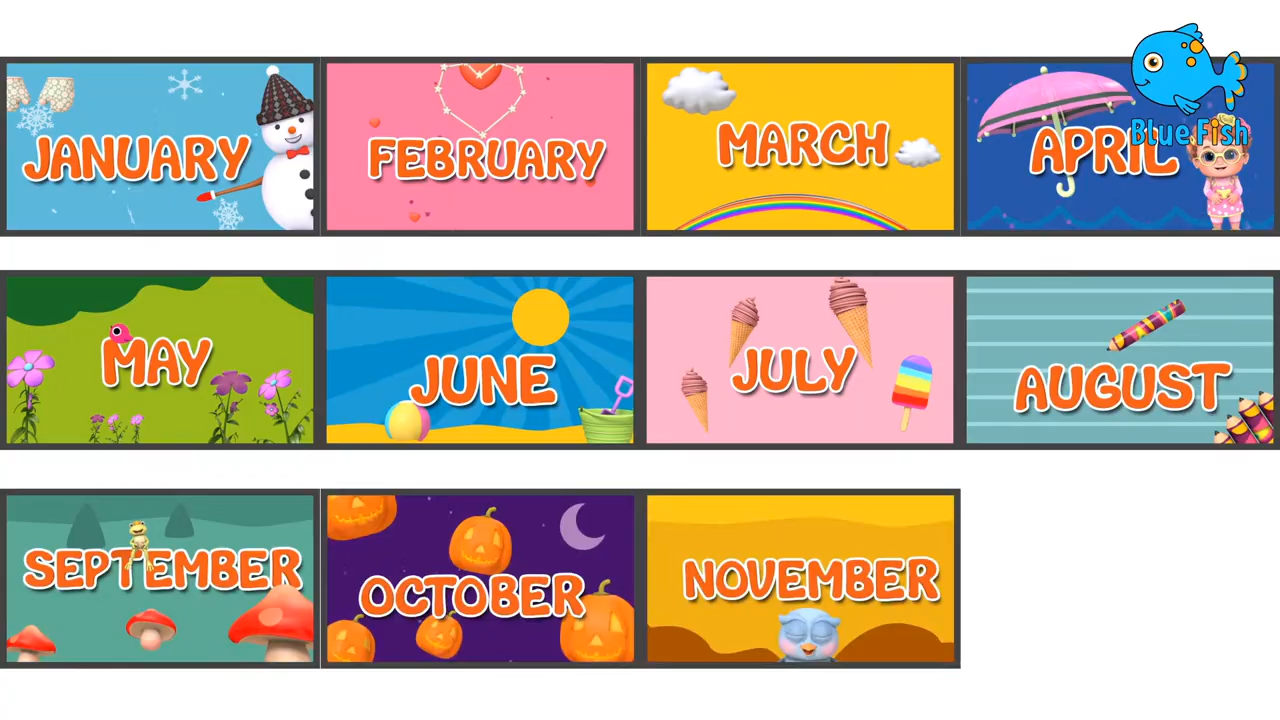 JANUARY
FEBRUARY
MARCH
APRIL
Blue Fish
MAY
JUNE
JULY
AUGUST
SEPTEMBER
OCTOBER
NOVEMBER